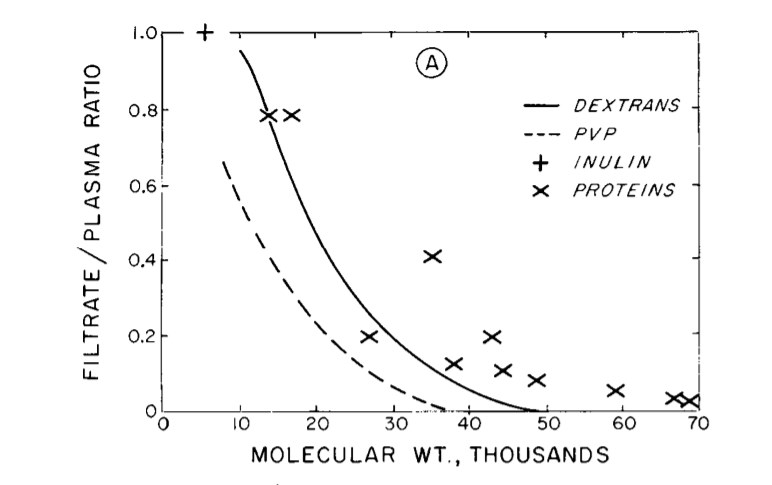 1.0
A
0.8
DEXTRANS
PVP
INULIN
0.6
PROTEINS
0.4
0.2
0
0 10 20 30 40 50 60 70
FILTRATE/PLASMA RATIO
MOLECULAR WT., THOUSANDS